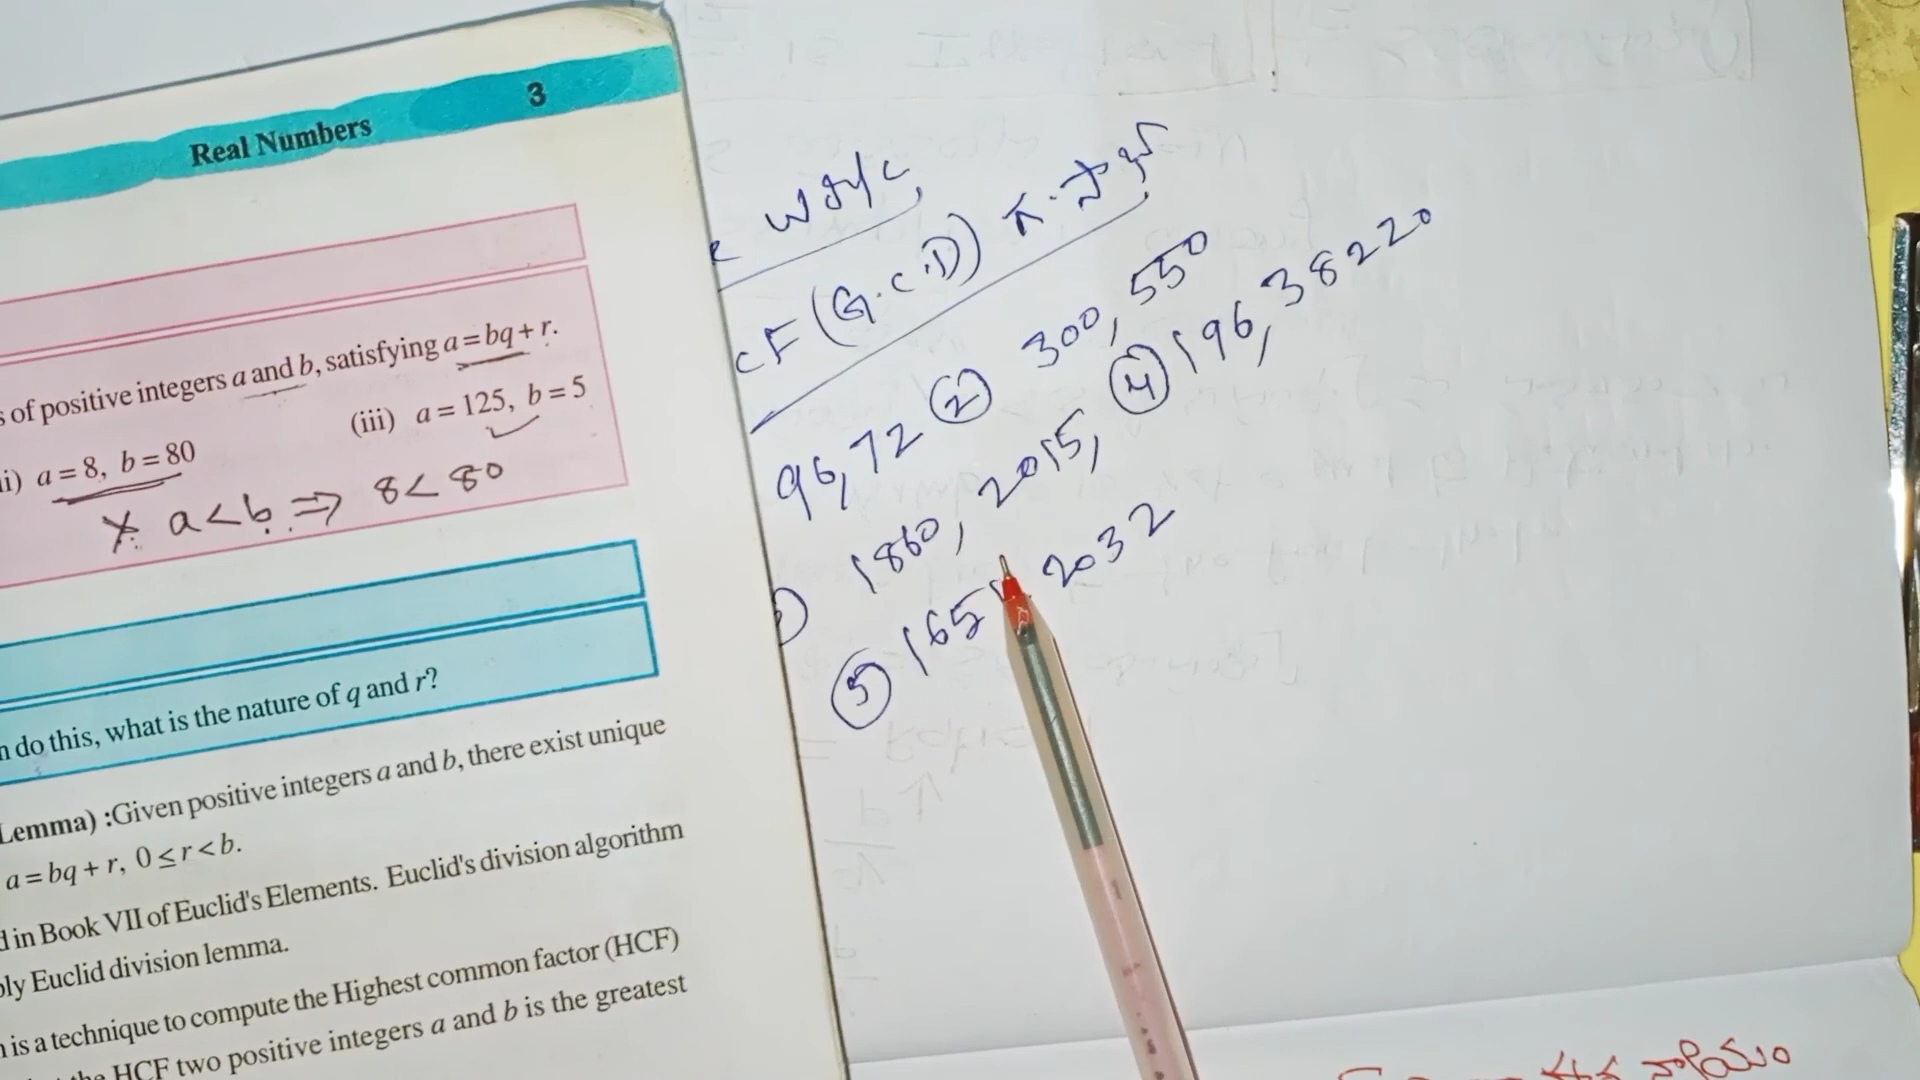 3
Real Numbers
of positive integers a and b, satisfying a = bq + r.
i) a = 8, b = 80
(iii) a = 125, b = 5
a < b ⇒ 8 < 80
do this, what is the nature of q and r?
Lemma) :Given positive integers a and b, there exist unique
a = bq + r, 0 ≤ r < b.
in Book VII of Euclid's Elements. Euclid's division algorithm
ly Euclid division lemma.
is a technique to compute the Highest common factor (HCF)
HCF two positive integers a and b is the greatest
work
CF (G.C.D) గ.సా.భా
96, 72 ② 300, 550
1860, 2015, ④ 196, 38220
⑤ 165 2032